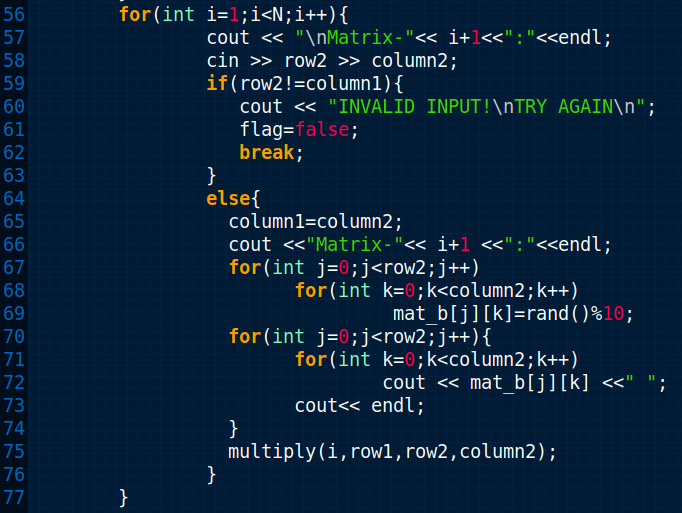 56 for(int i=1;i<N;i++){
57 cout << "\nMatrix-"<< i+1<<":"<<endl;
58 cin >> row2 >> column2;
59 if(row2!=column1){
60 cout << "INVALID INPUT!\nTRY AGAIN\n";
61 flag=false;
62 break;
63 }
64 else{
65 column1=column2;
66 cout <<"Matrix-"<< i+1 <<":"<<endl;
67 for(int j=0;j<row2;j++)
68 for(int k=0;k<column2;k++)
69 mat_b[j][k]=rand()%10;
70 for(int j=0;j<row2;j++){
71 for(int k=0;k<column2;k++)
72 cout << mat_b[j][k] <<" ";
73 cout<< endl;
74 }
75 multiply(i,row1,row2,column2);
76 }
77 }